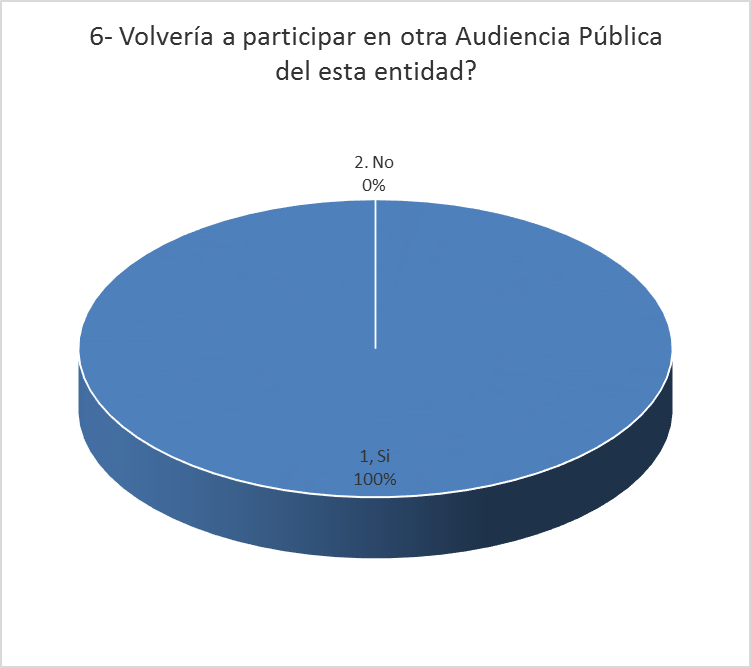 6- Volvería a participar en otra Audiencia Pública
del esta entidad?
2. No
0%
1, Si
100%